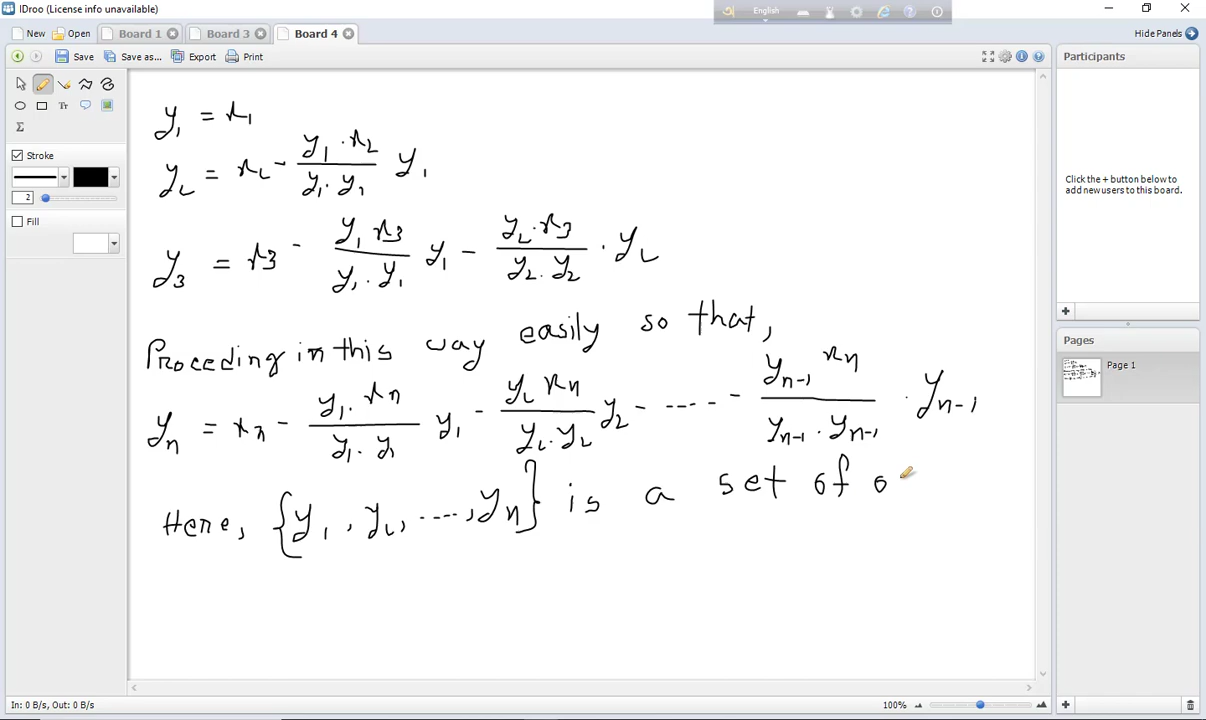 IDroo (License info unavailable)
English
New Open Board 1 Board 3 Board 4 Hide Panels
Save Save as... Export Print
Participants
Click the + button below to
add new users to this board.
Stroke
2
Fill
Tr
Σ
Pages
Page 1
y₁ = x₁
y₂ = x₂ - (y₁ · x₂)/(y₁ · y₁) y₁
y₃ = x₃ - (y₁ x₃)/(y₁ · y₁) y₁ - (y₂ · x₃)/(y₂ · y₂) · y₂
Proceding in this way easily so that,
yₙ = xₙ - (y₁ · xₙ)/(y₁ · y₁) y₁ - (y₂ xₙ)/(y₂ · y₂) y₂ - ------ - (yₙ₋₁ xₙ)/(yₙ₋₁ · yₙ₋₁) · yₙ₋₁
Here, {y₁, y₂, ----, yₙ} is a set of o
In: 0 B/s, Out: 0 B/s 100%